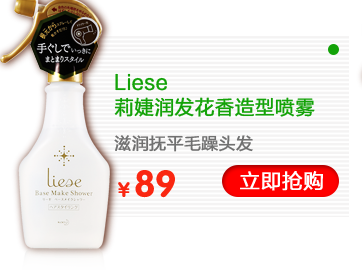 手ぐしでいっきに
まとまりスタイル
Liese
莉婕润发花香造型喷雾
滋润抚平毛躁头发
¥89
立即抢购
liese
Base Make Shower